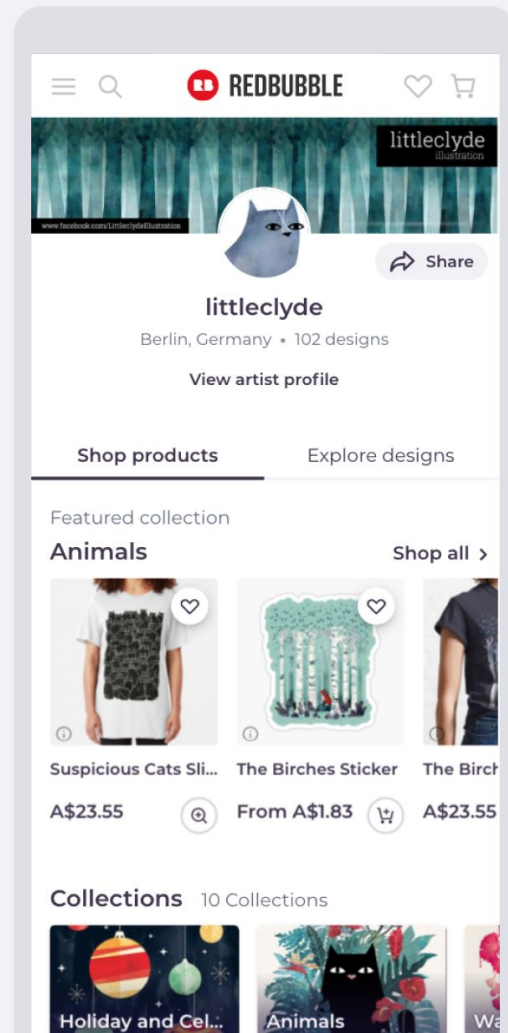 RB REDBUBBLE
littleclyde
illustration
www.facebook.com/LittleclydeIllustration
Share
littleclyde
Berlin, Germany • 102 designs
View artist profile
Shop products Explore designs
Featured collection
Animals Shop all >
Suspicious Cats Sli... The Birches Sticker The Birch
A$23.55 From A$1.83 A$23.55
Collections 10 Collections
Holiday and Cel... Animals Wa